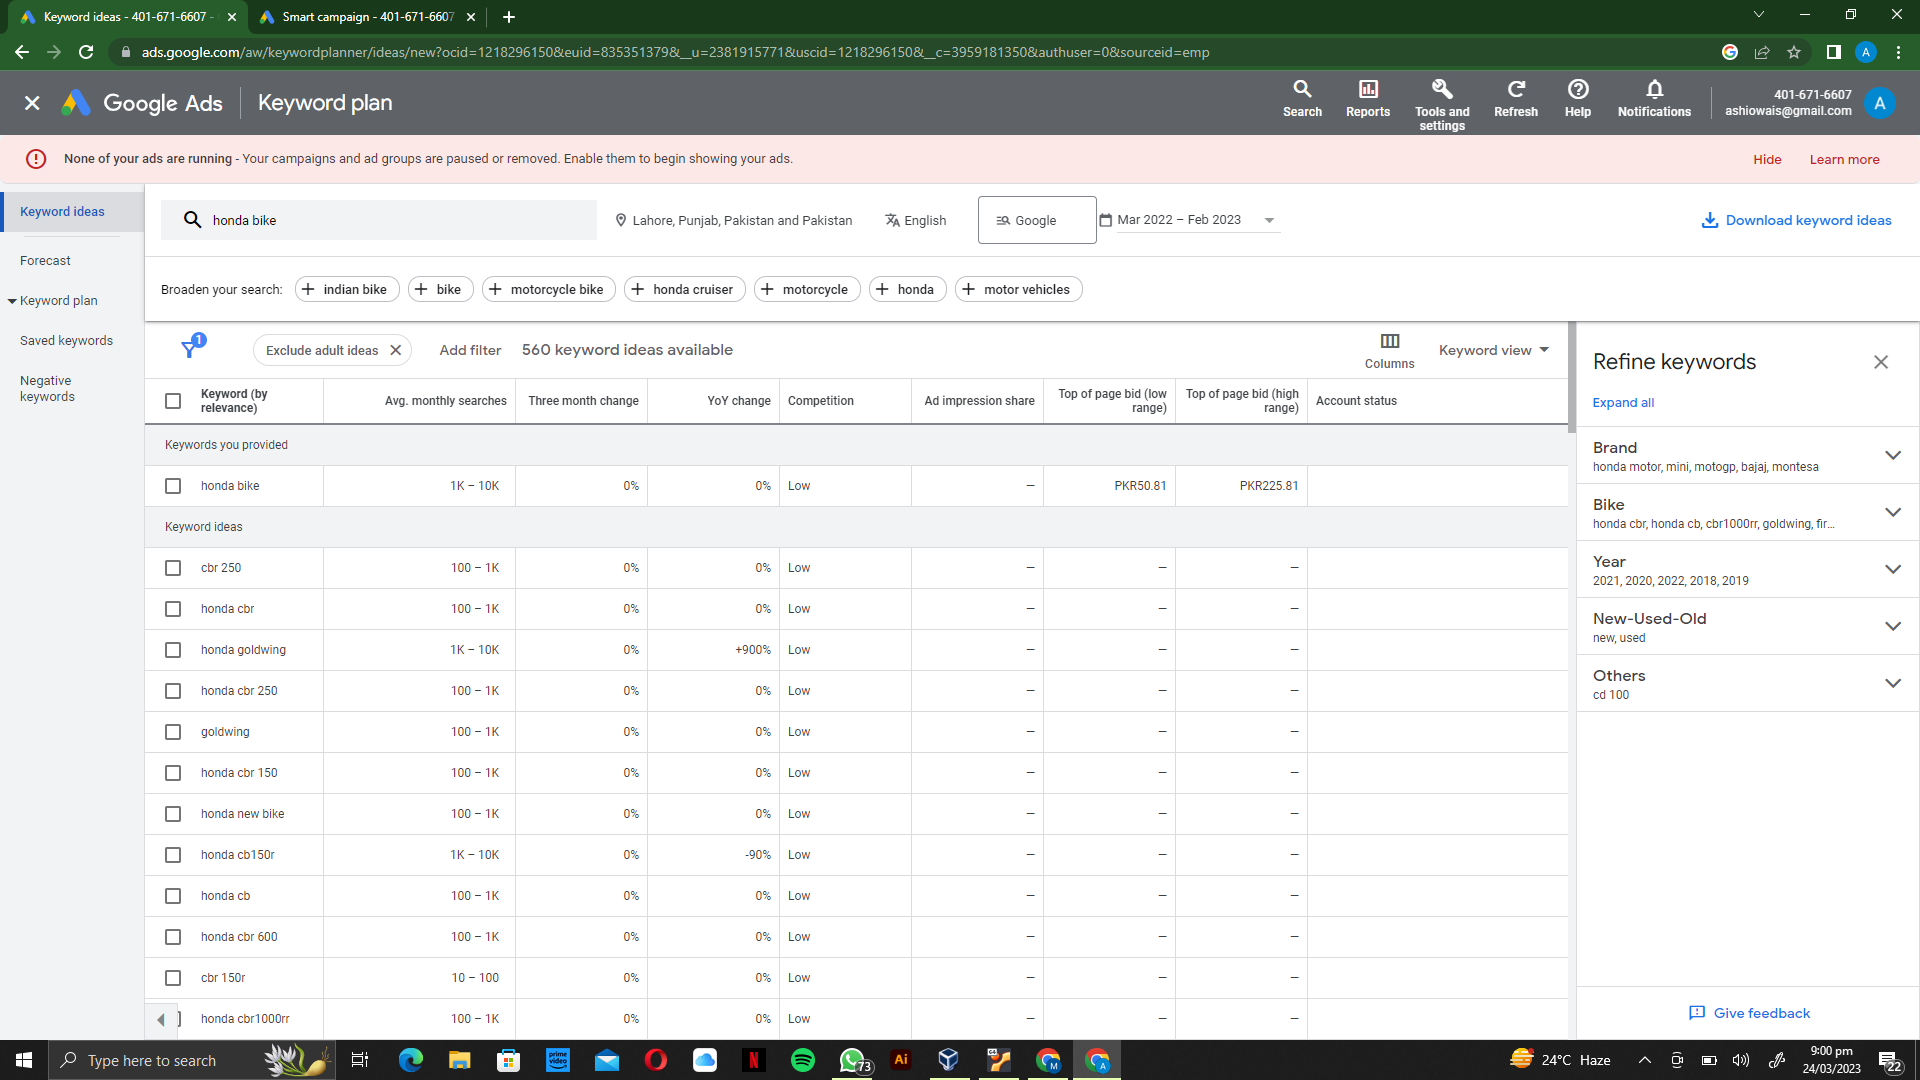 Keyword ideas - 401-671-6607 -
Smart campaign - 401-671-6607
ads.google.com/aw/keywordplanner/ideas/new?ocid=1218296150&euid=835351379&__u=2381915771&uscid=1218296150&__c=3959181350&authuser=0&sourceid=emp
A
Google Ads
Keyword plan
Search
Reports
Tools and
settings
Refresh
Help
Notifications
401-671-6607
ashiowais@gmail.com
A
None of your ads are running - Your campaigns and ad groups are paused or removed. Enable them to begin showing your ads.
Hide
Learn more
Keyword ideas
Forecast
Keyword plan
Saved keywords
Negative
keywords
honda bike
Lahore, Punjab, Pakistan and Pakistan
English
Google
Mar 2022 – Feb 2023
Download keyword ideas
Broaden your search:
indian bike
bike
motorcycle bike
honda cruiser
motorcycle
honda
motor vehicles
1
Exclude adult ideas
Add filter
560 keyword ideas available
Columns
Keyword view
Keyword (by
relevance)
Avg. monthly searches
Three month change
YoY change
Competition
Ad impression share
Top of page bid (low
range)
Top of page bid (high
range)
Account status
Keywords you provided
honda bike 1K – 10K 0% 0% Low — PKR50.81 PKR225.81
Keyword ideas
cbr 250 100 – 1K 0% 0% Low — — —
honda cbr 100 – 1K 0% 0% Low — — —
honda goldwing 1K – 10K 0% +900% Low — — —
honda cbr 250 100 – 1K 0% 0% Low — — —
goldwing 100 – 1K 0% 0% Low — — —
honda cbr 150 100 – 1K 0% 0% Low — — —
honda new bike 100 – 1K 0% 0% Low — — —
honda cb150r 1K – 10K 0% -90% Low — — —
honda cb 100 – 1K 0% 0% Low — — —
honda cbr 600 100 – 1K 0% 0% Low — — —
cbr 150r 10 – 100 0% 0% Low — — —
honda cbr1000rr 100 – 1K 0% 0% Low — — —
Refine keywords
Expand all
Brand
honda motor, mini, motogp, bajaj, montesa
Bike
honda cbr, honda cb, cbr1000rr, goldwing, fir...
Year
2021, 2020, 2022, 2018, 2019
New-Used-Old
new, used
Others
cd 100
Give feedback
Type here to search
prime
video
N
73
Ai
64
M
A
24°C Haze
9:00 pm
24/03/2023
22